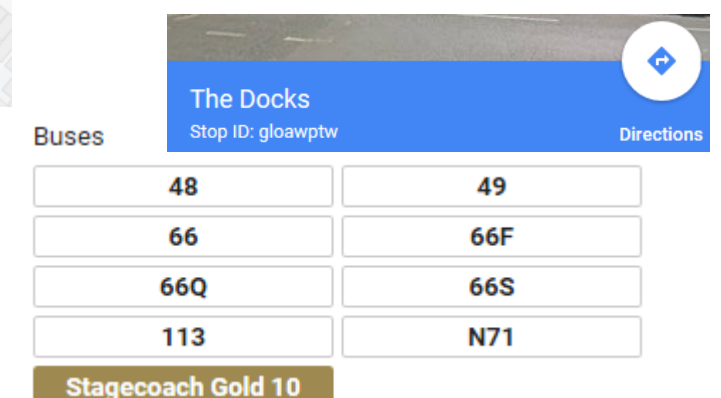 The Docks
Stop ID: gloawptw
Directions
Buses
48
49
66
66F
66Q
66S
113
N71
Stagecoach Gold 10